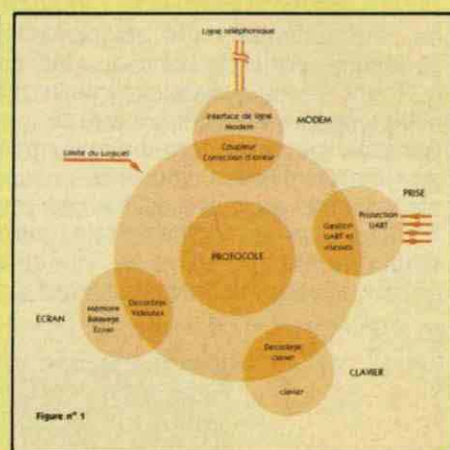 Ligne téléphonique
Interface de ligne
Modem
MODEM
Coupleur
Correction d'erreur
Limite du Logiciel
PRISE
Protection
UART
Gestion
UART et
vitesses
PROTOCOLE
Décodage
Vidéotex
Mémoire
Balayage
Ecran
ECRAN
Décodage
clavier
clavier
CLAVIER
Figure n° 1